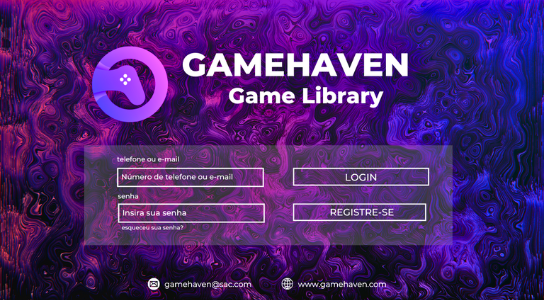 GAMEHAVEN
Game Library
telefone ou e-mail
Número de telefone ou e-mail
LOGIN
senha
Insira sua senha
REGISTRE-SE
esqueceu sua senha?
gamehaven@sac.com
www.gamehaven.com